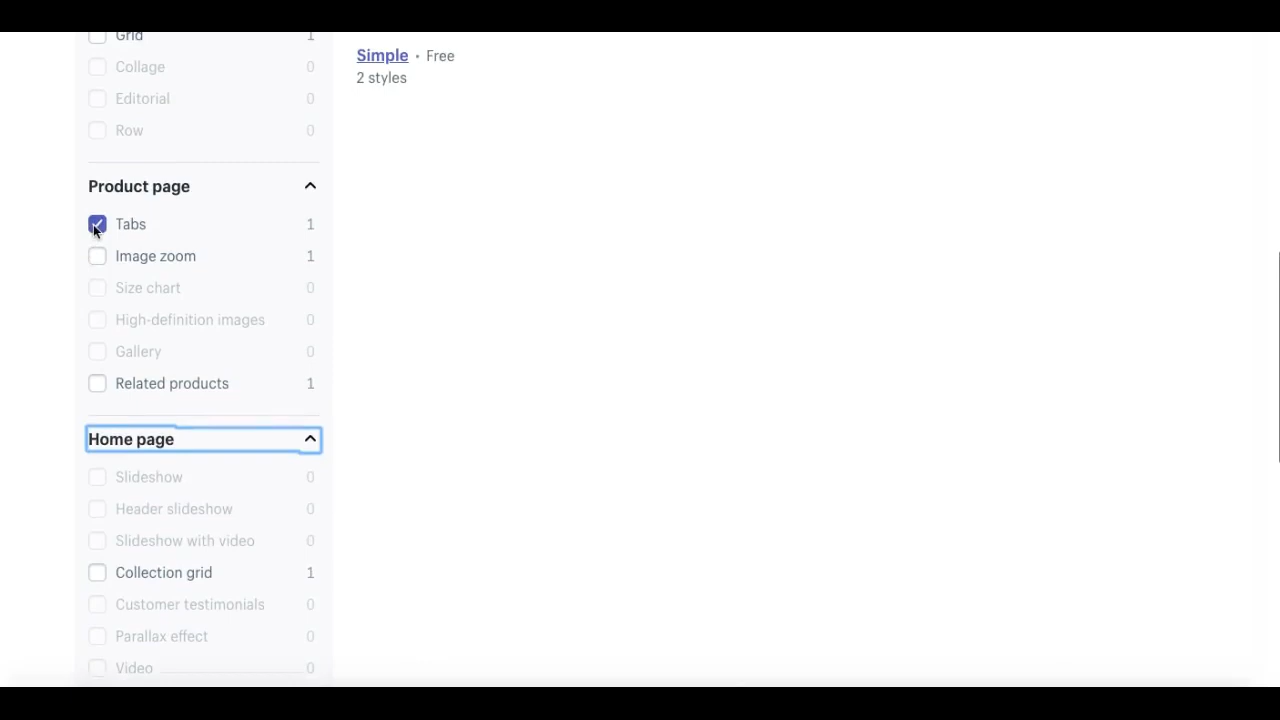 Grid 1
Simple · Free
2 styles
Collage 0
Editorial 0
Row 0
Product page
Tabs 1
Image zoom 1
Size chart 0
High-definition images 0
Gallery 0
Related products 1
Home page
Slideshow 0
Header slideshow 0
Slideshow with video 0
Collection grid 1
Customer testimonials 0
Parallax effect 0
Video 0